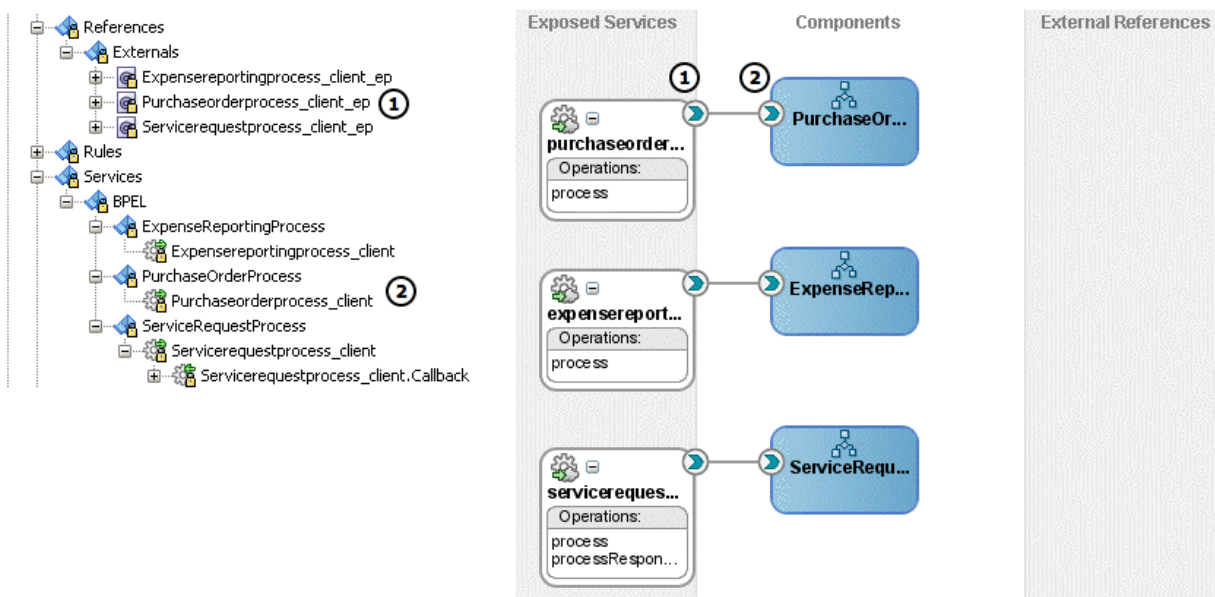 References
Externals
Expensereportingprocess_client_ep
Purchaseorderprocess_client_ep 1
Servicerequestprocess_client_ep
Rules
Services
BPEL
ExpenseReportingProcess
Expensereportingprocess_client
PurchaseOrderProcess
Purchaseorderprocess_client 2
ServiceRequestProcess
Servicerequestprocess_client
Servicerequestprocess_client.Callback
Exposed Services
Components
External References
1
2
purchaseorder...
Operations:
process
PurchaseOr...
expensereport...
Operations:
process
ExpenseRep...
servicereques...
Operations:
process
processRespon...
ServiceRequ...